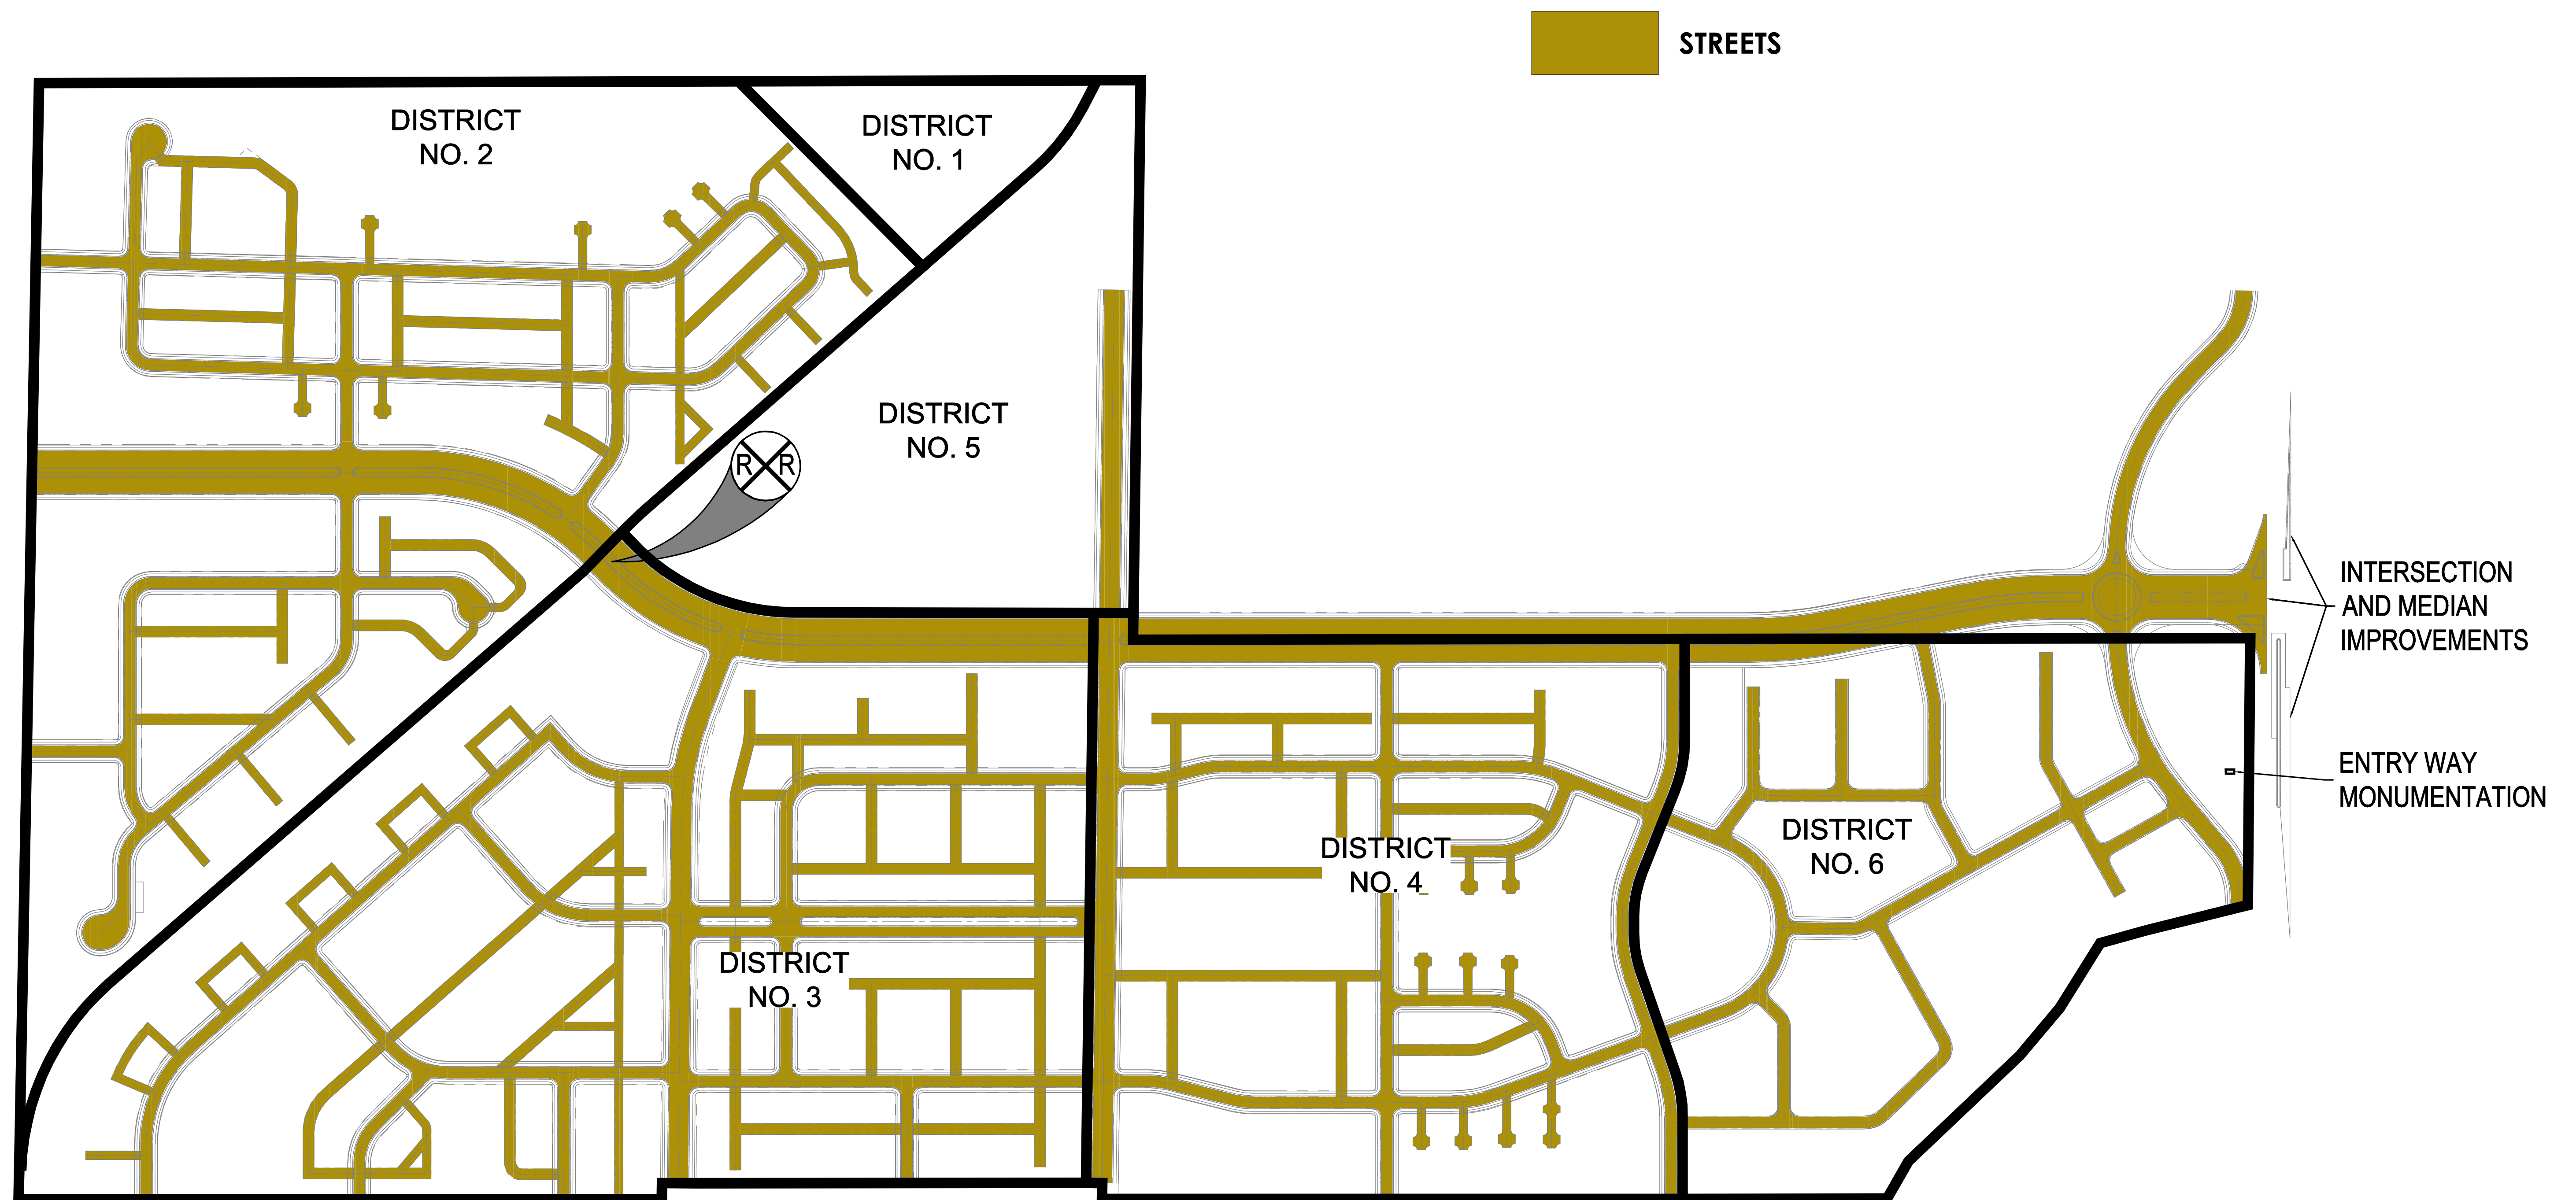 STREETS
DISTRICT
NO. 2
DISTRICT
NO. 1
DISTRICT
NO. 5
R R
INTERSECTION
AND MEDIAN
IMPROVEMENTS
ENTRY WAY
MONUMENTATION
DISTRICT
NO. 6
DISTRICT
NO. 4
DISTRICT
NO. 3